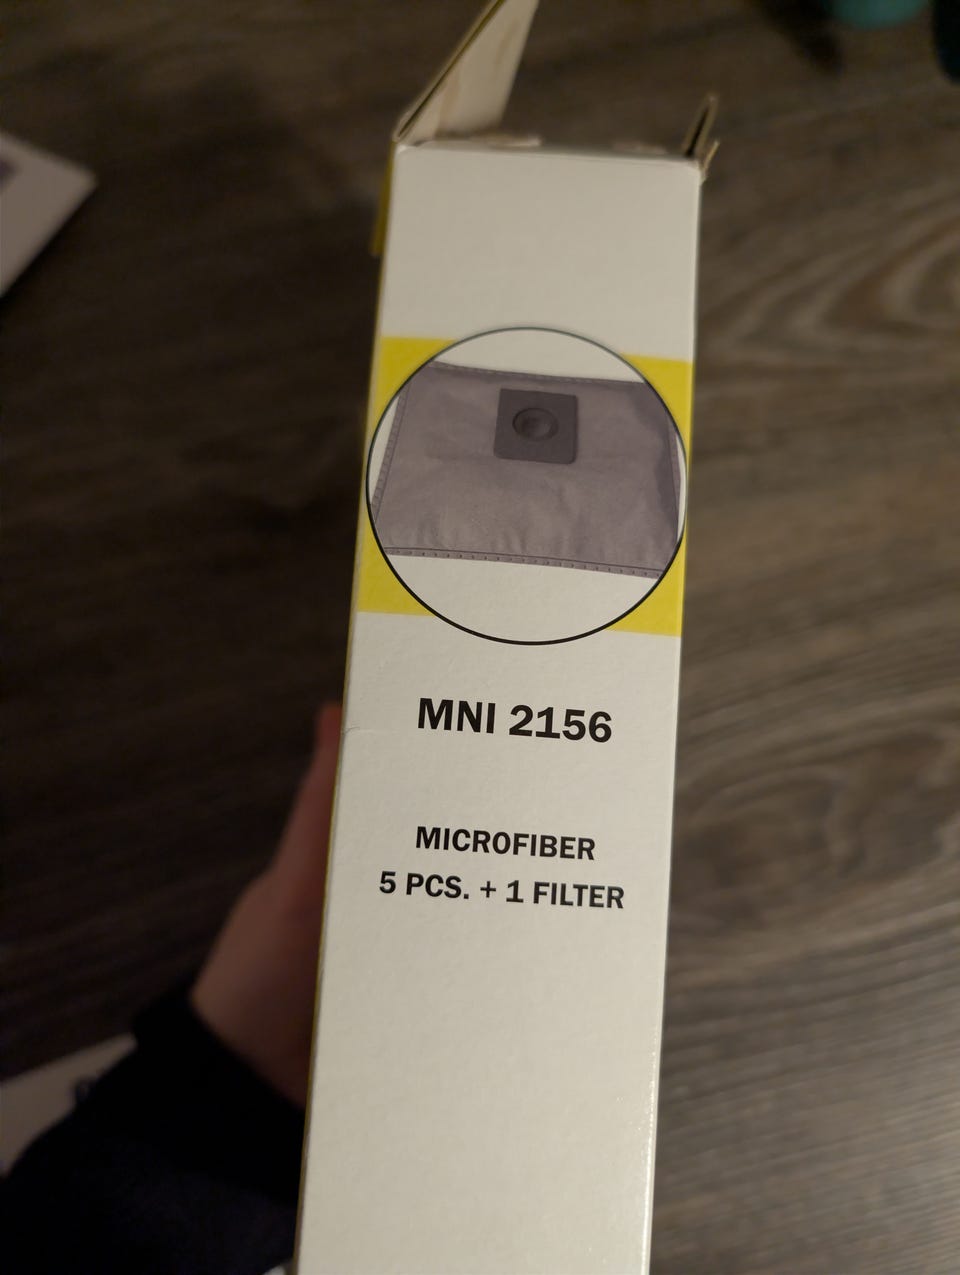 MNI 2156
MICROFIBER
5 PCS. + 1 FILTER